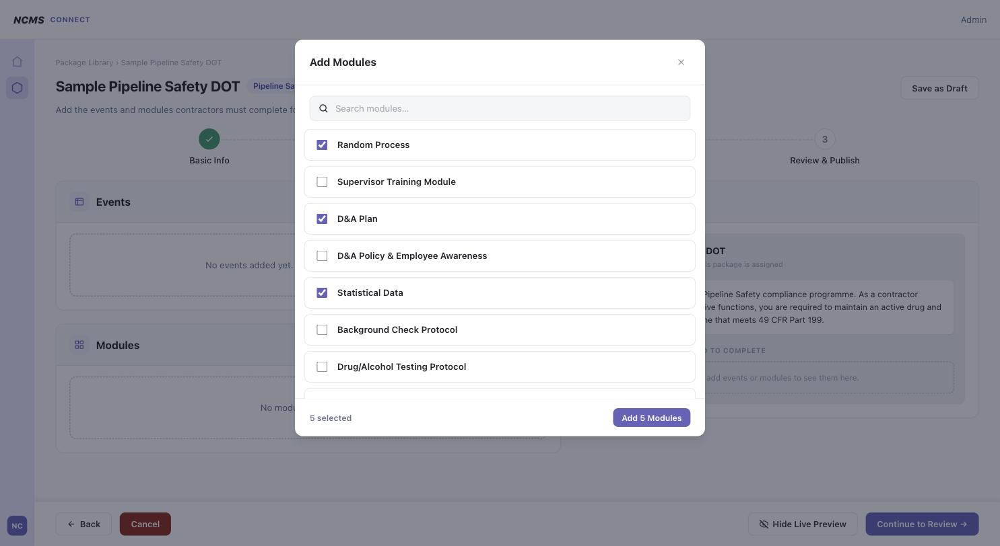 NCMS CONNECT
Admin
Package Library › Sample Pipeline Safety DOT
Sample Pipeline Safety DOT
Pipeline Sa
Add the events and modules contractors must complete fo
Save as Draft
Basic Info
3
Review & Publish
Events
No events added yet.
Modules
No modu
DOT
is package is assigned
Pipeline Safety compliance programme. As a contractor
ive functions, you are required to maintain an active drug and
ne that meets 49 CFR Part 199.
TO COMPLETE
add events or modules to see them here.
Add Modules
Search modules...
Random Process
Supervisor Training Module
D&A Plan
D&A Policy & Employee Awareness
Statistical Data
Background Check Protocol
Drug/Alcohol Testing Protocol
5 selected
Add 5 Modules
NC
← Back
Cancel
Hide Live Preview
Continue to Review →